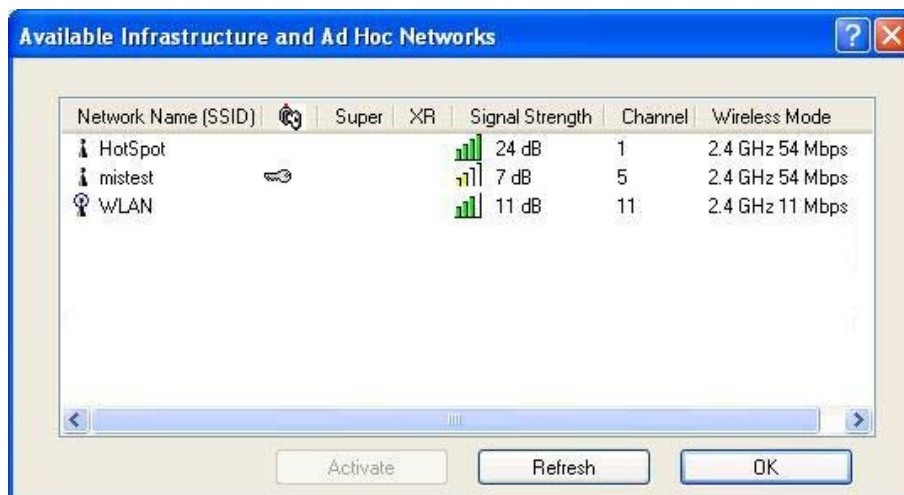 Available Infrastructure and Ad Hoc Networks
Network Name (SSID) Super XR Signal Strength Channel Wireless Mode
HotSpot 24 dB 1 2.4 GHz 54 Mbps
mistest 7 dB 5 2.4 GHz 54 Mbps
WLAN 11 dB 11 2.4 GHz 11 Mbps
Activate Refresh OK